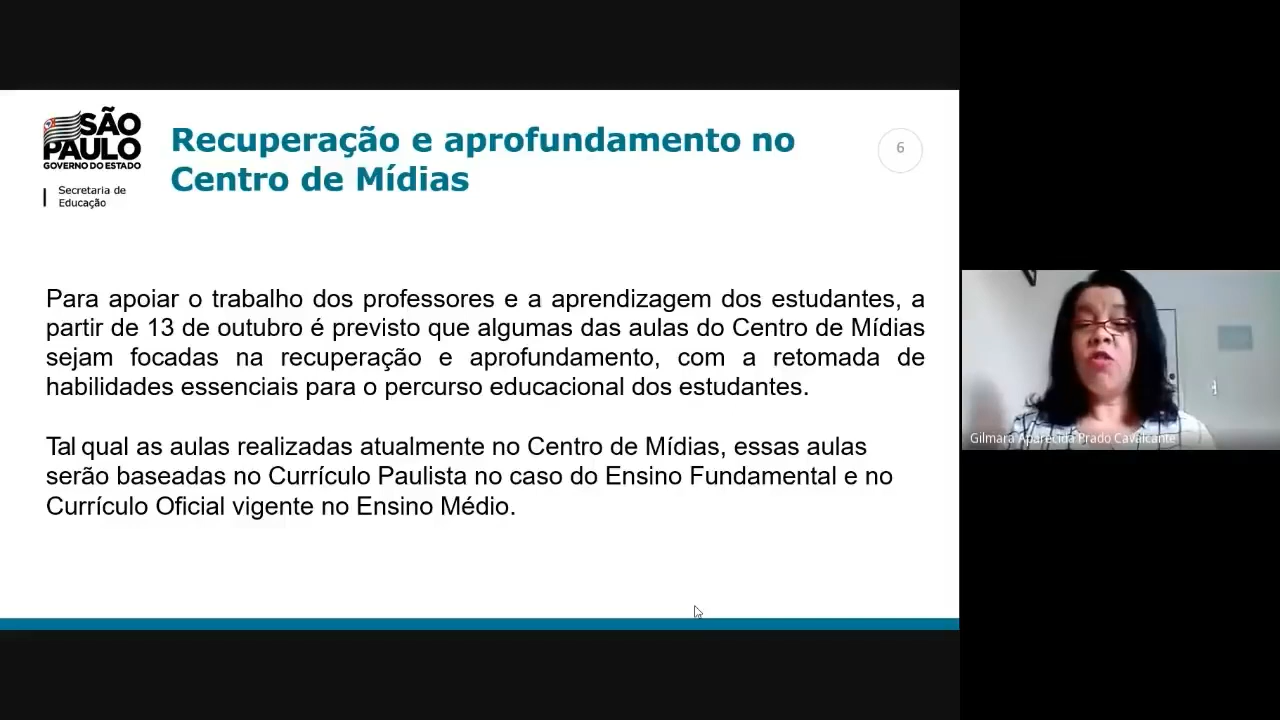 SÃO
PAULO
GOVERNO DO ESTADO
Secretaria de
Educação
Recuperação e aprofundamento no
Centro de Mídias
6
Para apoiar o trabalho dos professores e a aprendizagem dos estudantes, a
partir de 13 de outubro é previsto que algumas das aulas do Centro de Mídias
sejam focadas na recuperação e aprofundamento, com a retomada de
habilidades essenciais para o percurso educacional dos estudantes.
Tal qual as aulas realizadas atualmente no Centro de Mídias, essas aulas
serão baseadas no Currículo Paulista no caso do Ensino Fundamental e no
Currículo Oficial vigente no Ensino Médio.
Gilmara Aparecida Prado Cavalcante